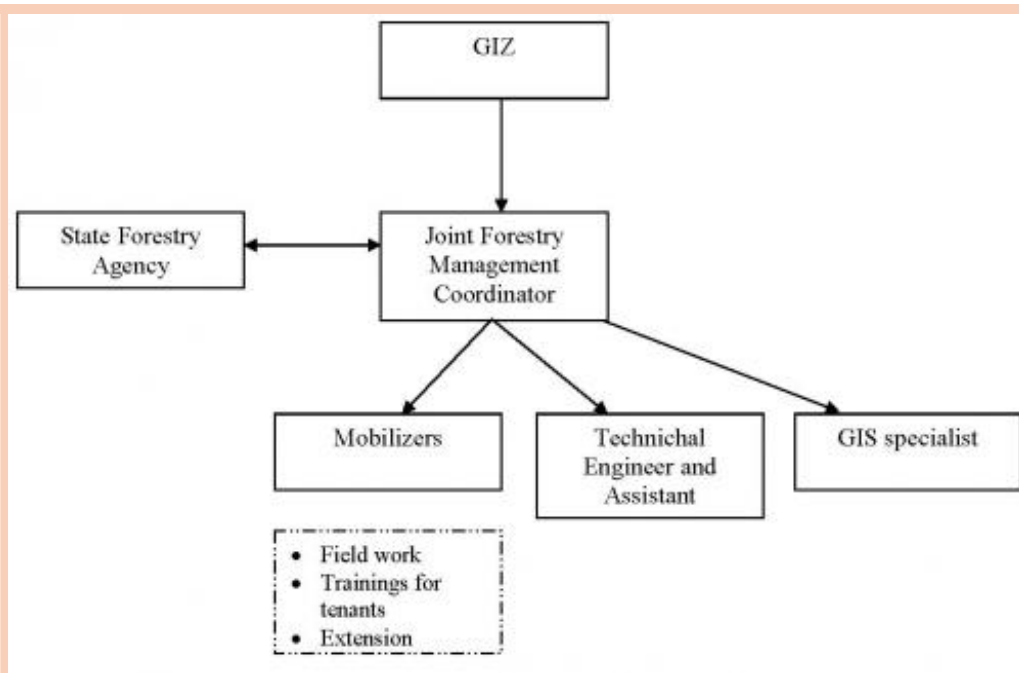 GIZ
State Forestry
Agency
Joint Forestry
Management
Coordinator
Mobilizers
Technichal
Engineer and
Assistant
GIS specialist
• Field work
• Trainings for
tenants
• Extension